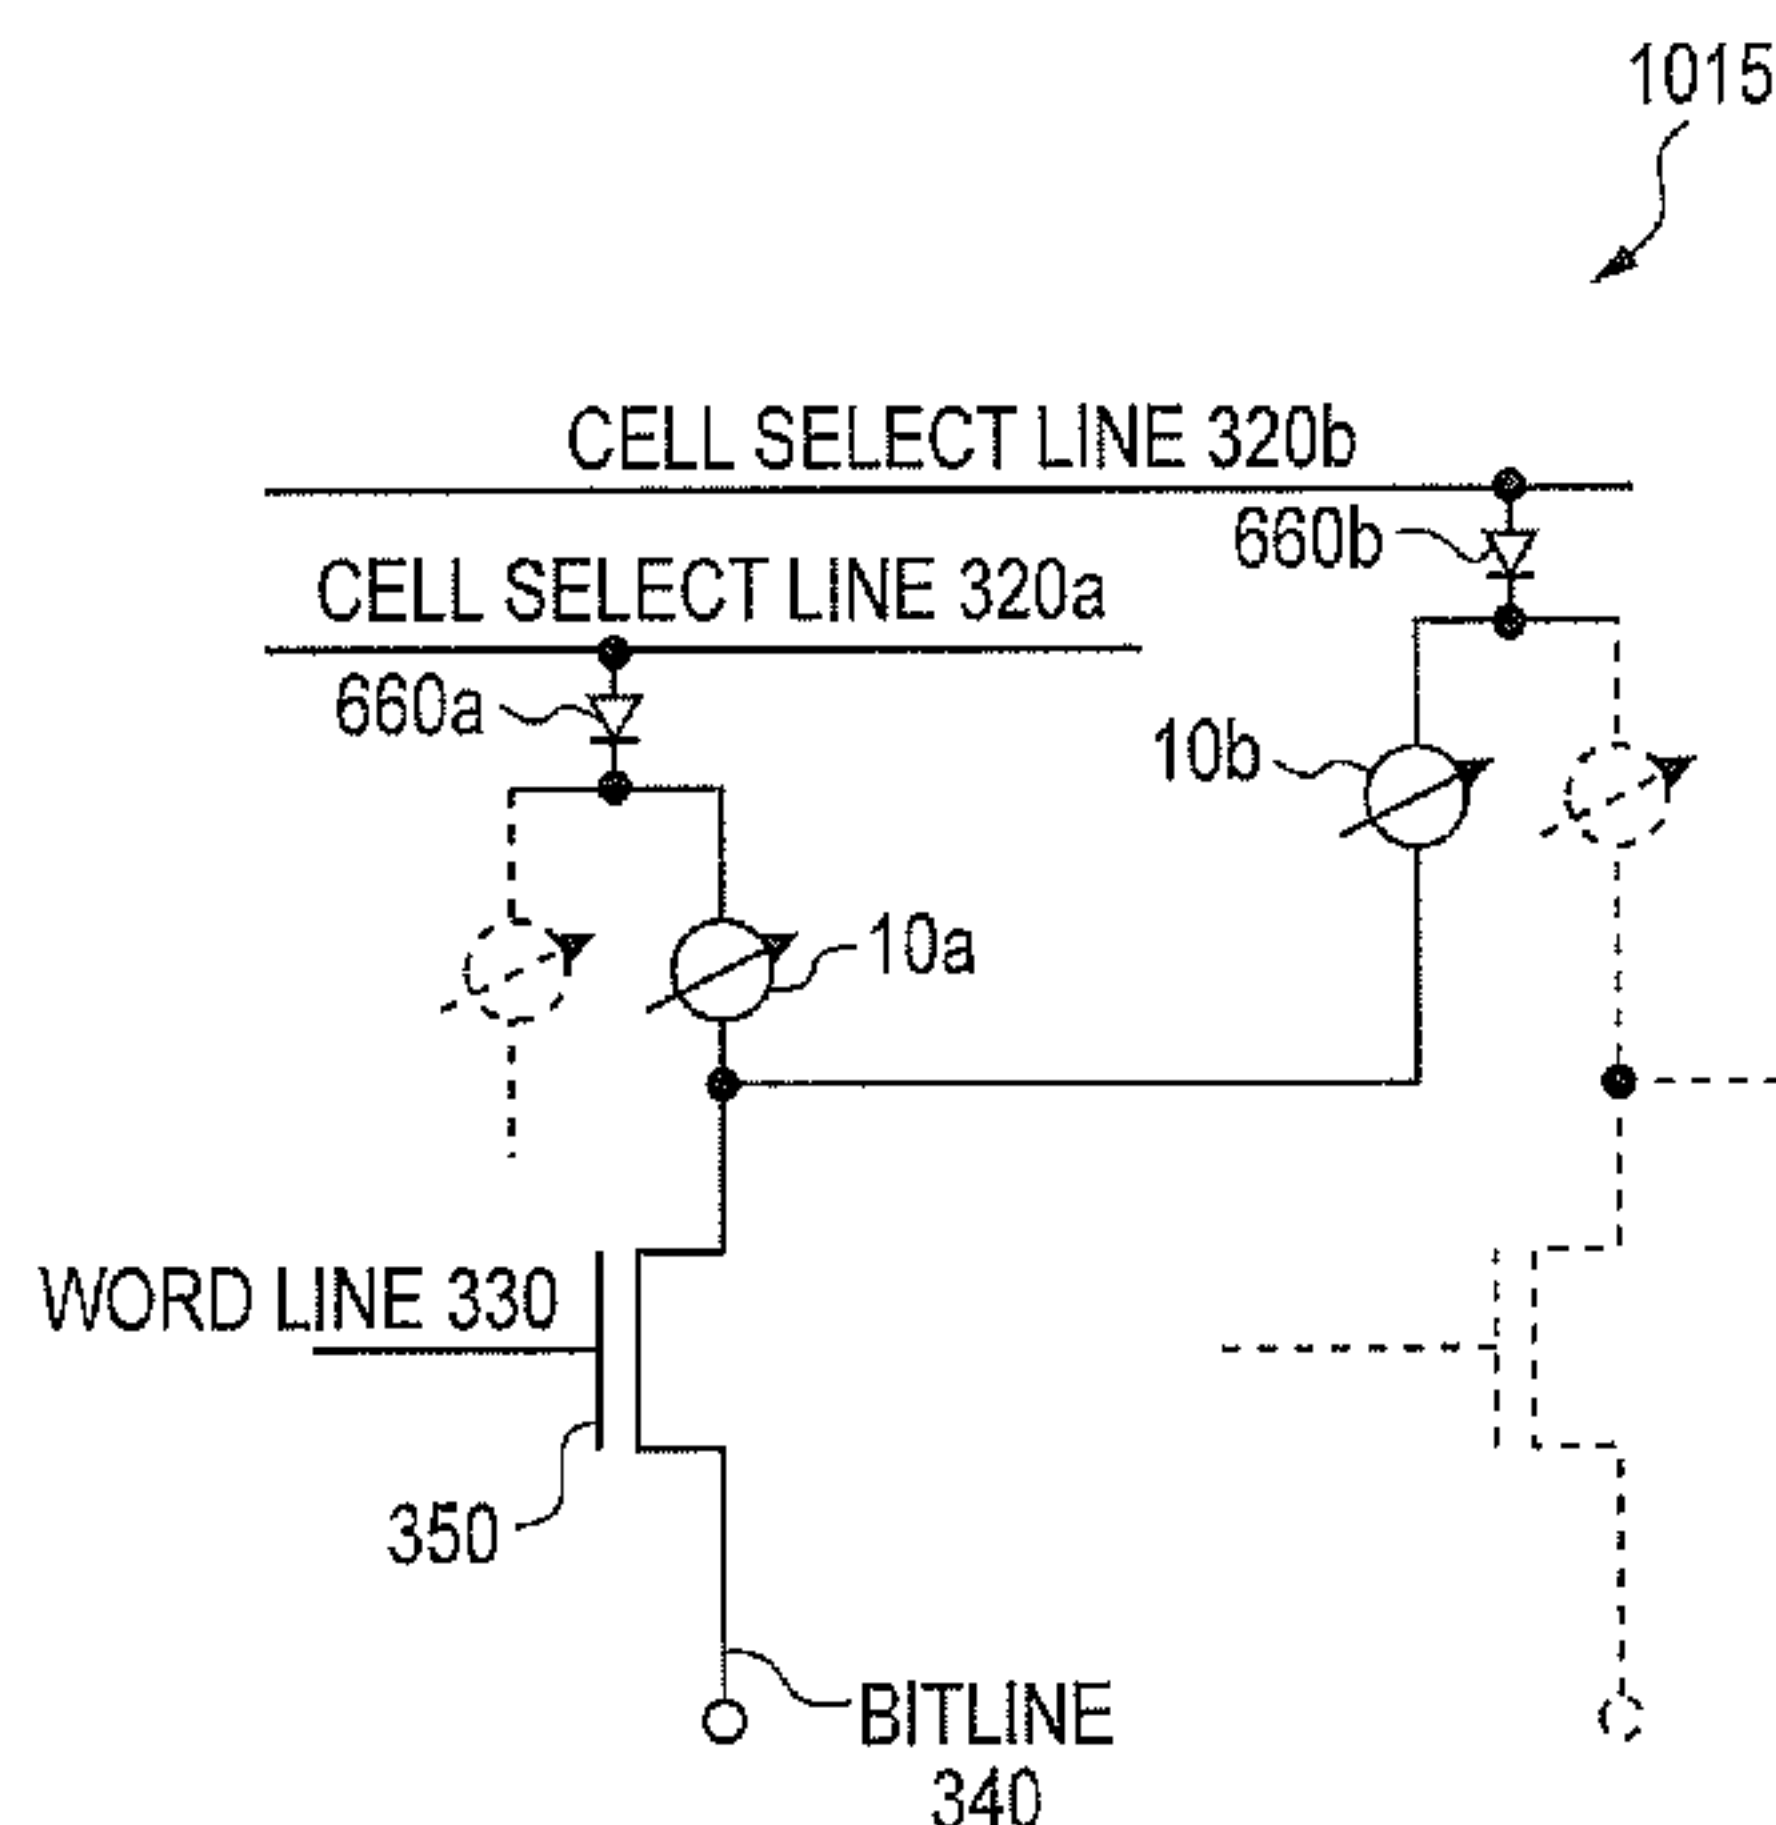 1015
CELL SELECT LINE 320b
660b
CELL SELECT LINE 320a
660a
10b
10a
WORD LINE 330
350
BITLINE
340